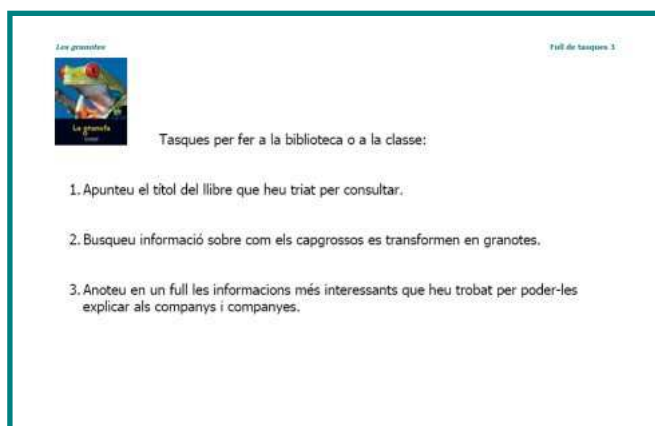 Les granotes
Full de tasques 3
La granota
Tasques per fer a la biblioteca o a la classe:
1. Apunteu el títol del llibre que heu triat per consultar.
2. Busqueu informació sobre com els capgrossos es transformen en granotes.
3. Anoteu en un full les informacions més interessants que heu trobat per poder-les
explicar als companys i companyes.